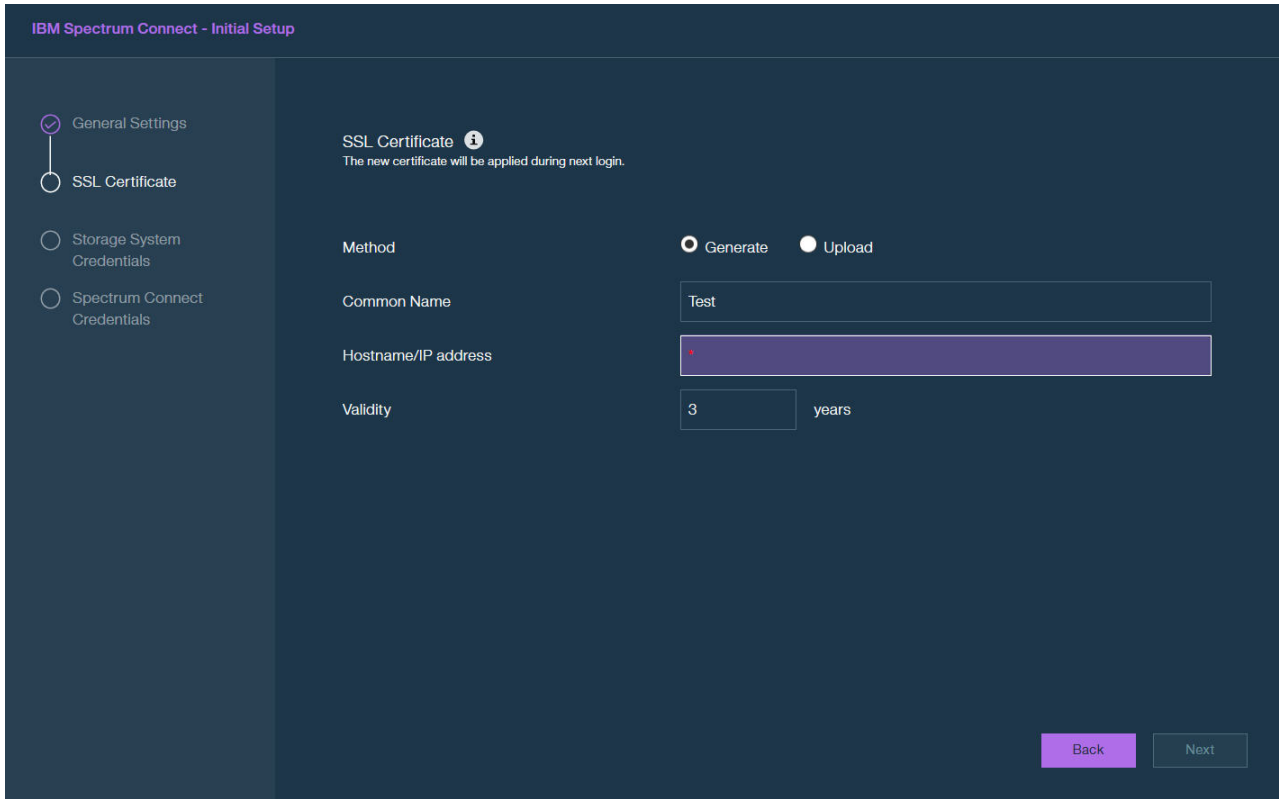 IBM Spectrum Connect - Initial Setup
General Settings
SSL Certificate
Storage System
Credentials
Spectrum Connect
Credentials
SSL Certificate i
The new certificate will be applied during next login.
Method Generate Upload
Common Name Test
Hostname/IP address *
Validity 3 years
Back Next